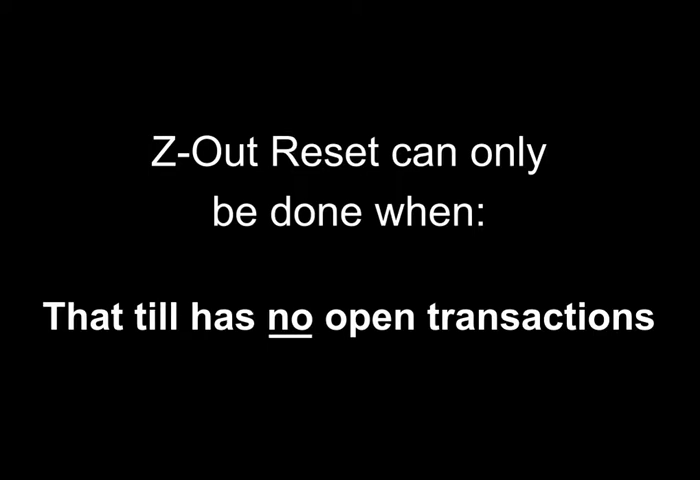 Z-Out Reset can only
be done when:
That till has no open transactions